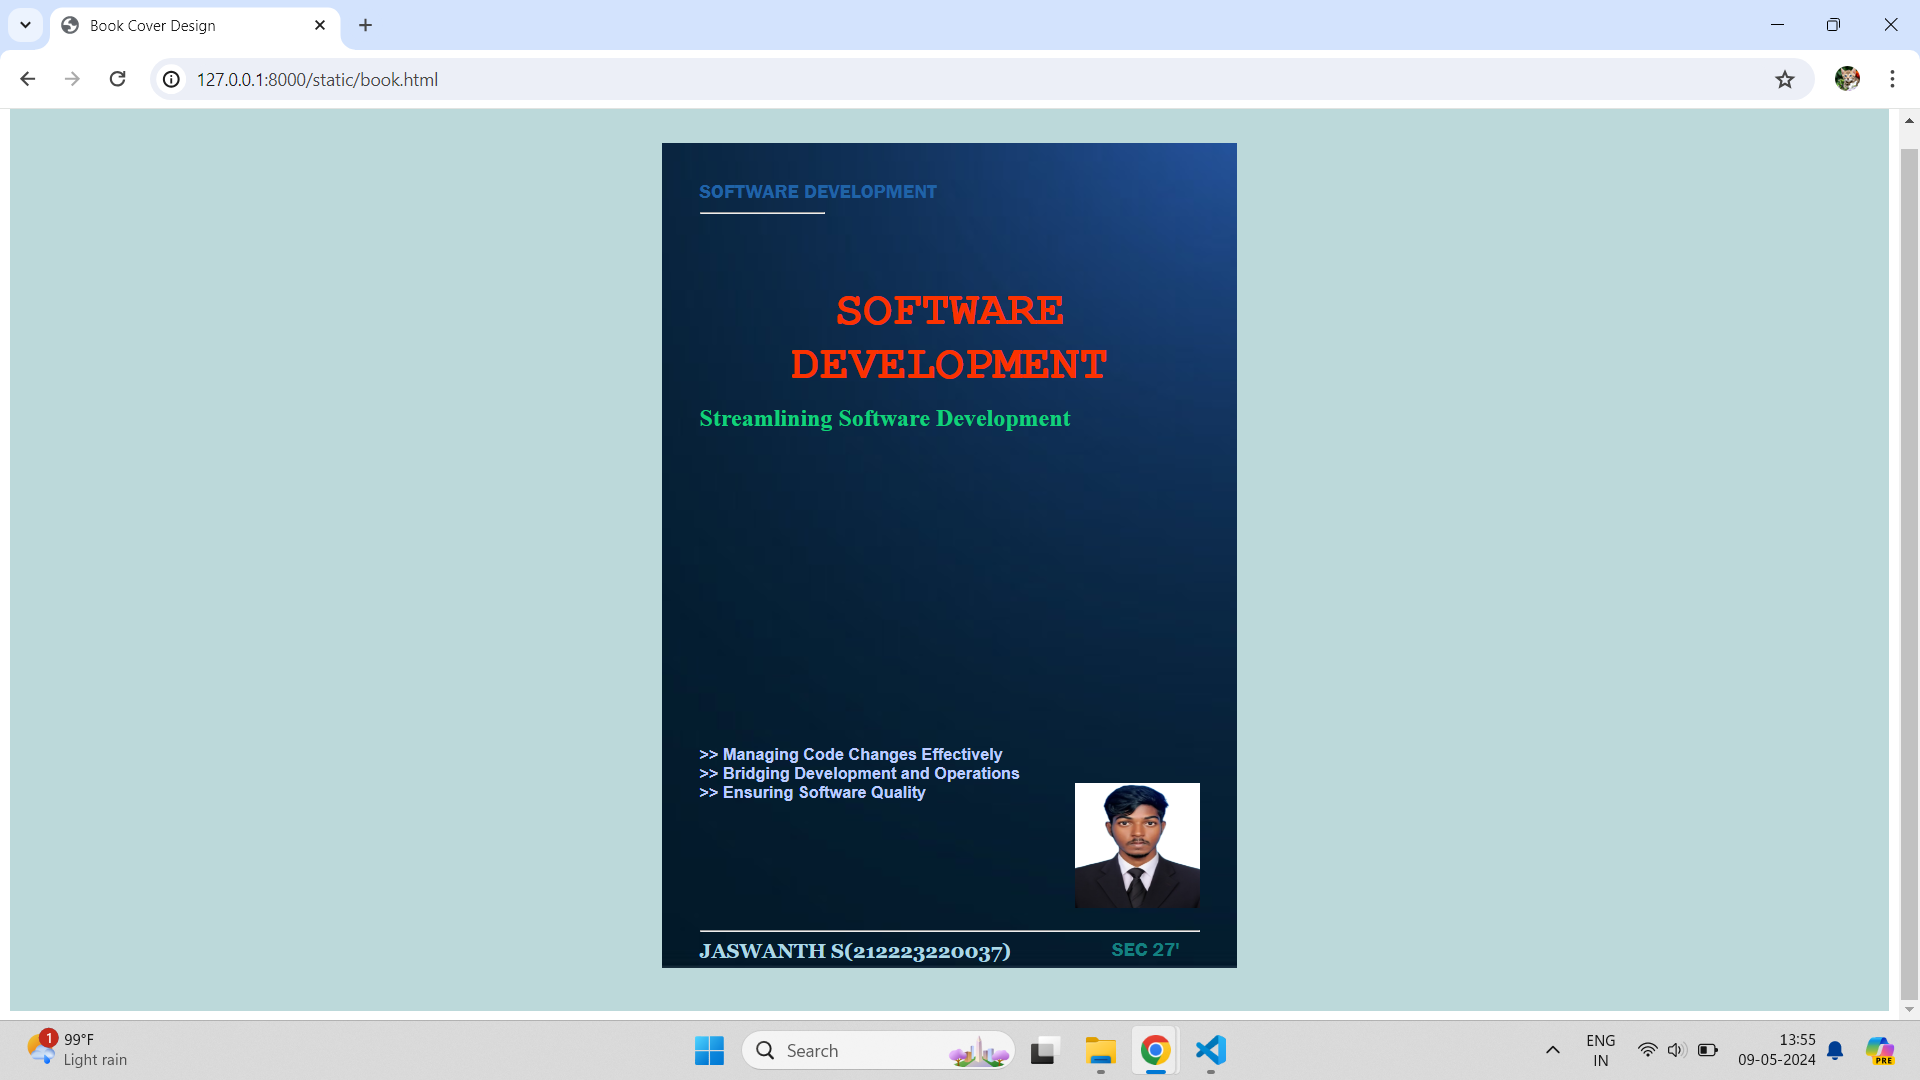 Book Cover Design
127.0.0.1:8000/static/book.html
SOFTWARE DEVELOPMENT
SOFTWARE
DEVELOPMENT
Streamlining Software Development
>> Managing Code Changes Effectively
>> Bridging Development and Operations
>> Ensuring Software Quality
JASWANTH S(212223220037)
SEC 27'
1
99°F
Light rain
Search
ENG
IN
13:55
09-05-2024
PRE